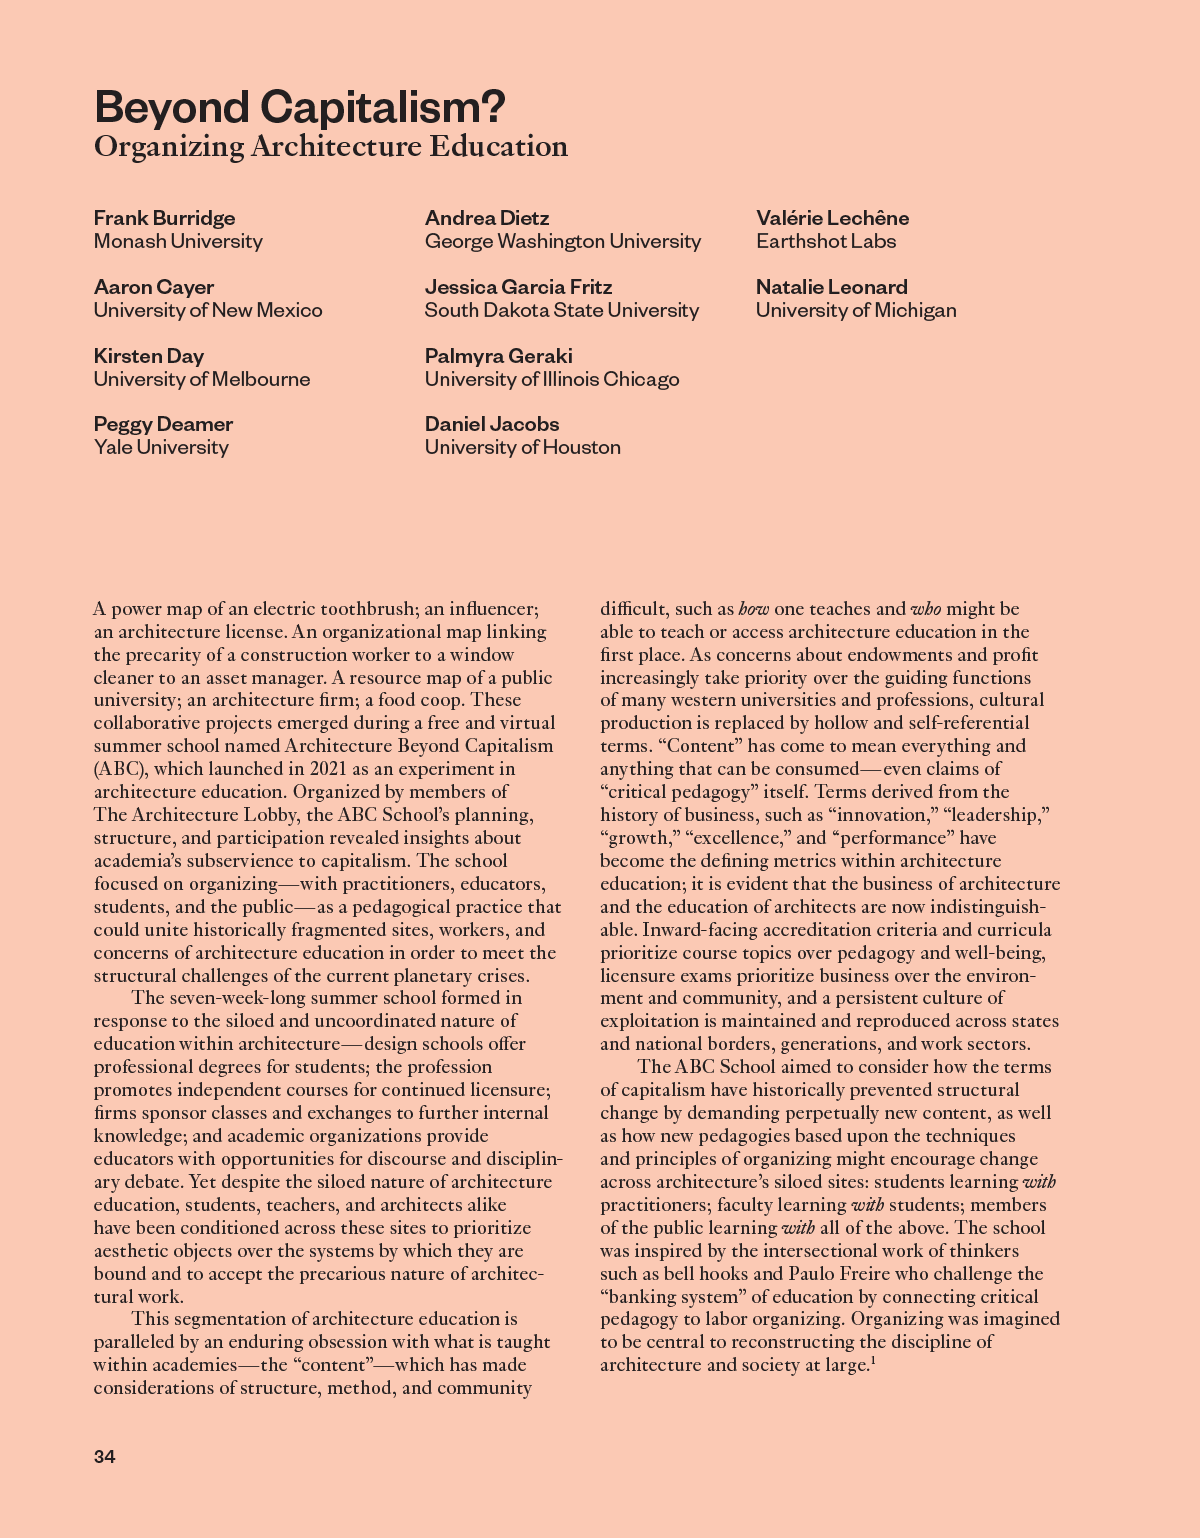 Beyond Capitalism?
Organizing Architecture Education
Frank Burridge
Monash University
Aaron Cayer
University of New Mexico
Kirsten Day
University of Melbourne
Peggy Deamer
Yale University
Andrea Dietz
George Washington University
Jessica Garcia Fritz
South Dakota State University
Palmyra Geraki
University of Illinois Chicago
Daniel Jacobs
University of Houston
Valérie Lechêne
Earthshot Labs
Natalie Leonard
University of Michigan
A power map of an electric toothbrush; an influencer;
an architecture license. An organizational map linking
the precarity of a construction worker to a window
cleaner to an asset manager. A resource map of a public
university; an architecture firm; a food coop. These
collaborative projects emerged during a free and virtual
summer school named Architecture Beyond Capitalism
(ABC), which launched in 2021 as an experiment in
architecture education. Organized by members of
The Architecture Lobby, the ABC School’s planning,
structure, and participation revealed insights about
academia’s subservience to capitalism. The school
focused on organizing—with practitioners, educators,
students, and the public—as a pedagogical practice that
could unite historically fragmented sites, workers, and
concerns of architecture education in order to meet the
structural challenges of the current planetary crises.
The seven-week-long summer school formed in
response to the siloed and uncoordinated nature of
education within architecture—design schools offer
professional degrees for students; the profession
promotes independent courses for continued licensure;
firms sponsor classes and exchanges to further internal
knowledge; and academic organizations provide
educators with opportunities for discourse and disciplin-
ary debate. Yet despite the siloed nature of architecture
education, students, teachers, and architects alike
have been conditioned across these sites to prioritize
aesthetic objects over the systems by which they are
bound and to accept the precarious nature of architec-
tural work.
This segmentation of architecture education is
paralleled by an enduring obsession with what is taught
within academies—the “content”—which has made
considerations of structure, method, and community
difficult, such as how one teaches and who might be
able to teach or access architecture education in the
first place. As concerns about endowments and profit
increasingly take priority over the guiding functions
of many western universities and professions, cultural
production is replaced by hollow and self-referential
terms. “Content” has come to mean everything and
anything that can be consumed—even claims of
“critical pedagogy” itself. Terms derived from the
history of business, such as “innovation,” “leadership,”
“growth,” “excellence,” and “performance” have
become the defining metrics within architecture
education; it is evident that the business of architecture
and the education of architects are now indistinguish-
able. Inward-facing accreditation criteria and curricula
prioritize course topics over pedagogy and well-being,
licensure exams prioritize business over the environ-
ment and community, and a persistent culture of
exploitation is maintained and reproduced across states
and national borders, generations, and work sectors.
The ABC School aimed to consider how the terms
of capitalism have historically prevented structural
change by demanding perpetually new content, as well
as how new pedagogies based upon the techniques
and principles of organizing might encourage change
across architecture’s siloed sites: students learning with
practitioners; faculty learning with students; members
of the public learning with all of the above. The school
was inspired by the intersectional work of thinkers
such as bell hooks and Paulo Freire who challenge the
“banking system” of education by connecting critical
pedagogy to labor organizing. Organizing was imagined
to be central to reconstructing the discipline of
architecture and society at large.¹
34